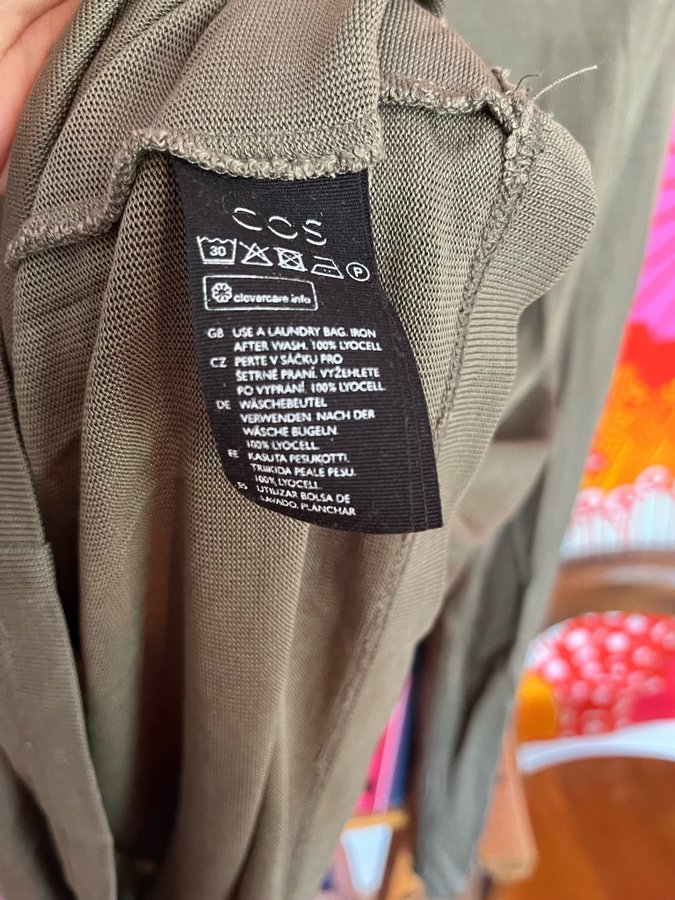 COS
30
P
clevercare.info
GB USE A LAUNDRY BAG. IRON
AFTER WASH. 100% LYOCELL
CZ PERTE V SÁČKU PRO
ŠETRNÉ PRANÍ. VYŽEHLETE
PO VYPRÁNÍ. 100% LYOCELL
DE WÄSCHEBEUTEL
VERWENDEN. NACH DER
WÄSCHE BÜGELN.
100% LYOCELL
EE KASUTA PESUKOTTI.
TRIIKIDA PEALE PESU.
100% LYOCELL
ES UTILIZAR BOLSA DE
LAVADO. PLANCHAR